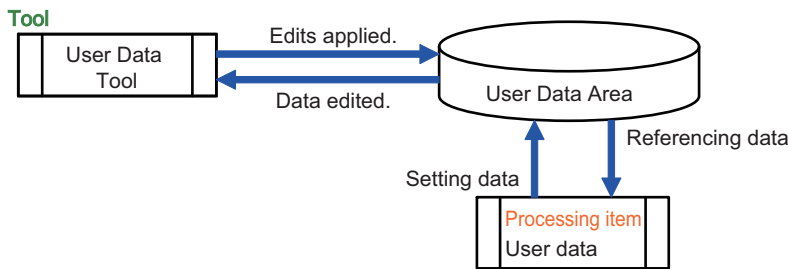 Tool
User Data
Tool
Edits applied.
Data edited.
User Data Area
Referencing data
Setting data
Processing item
User data